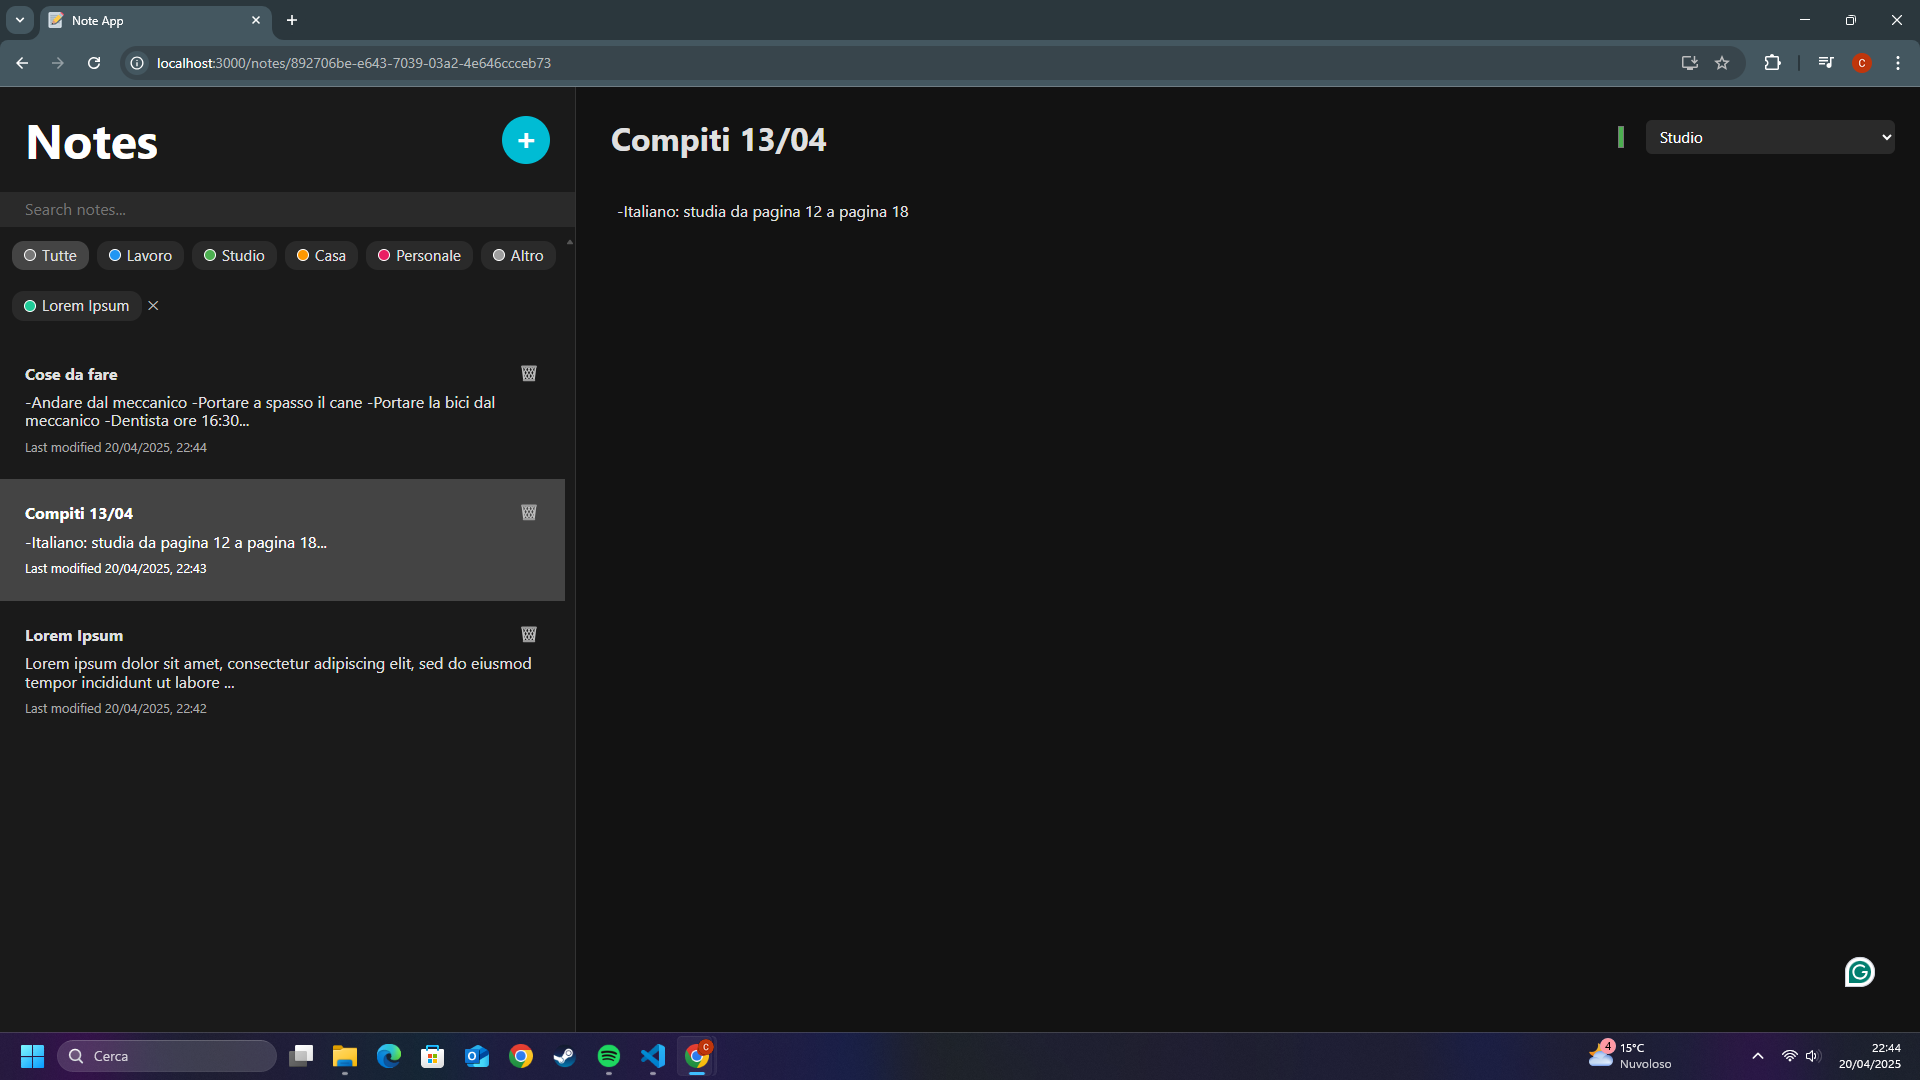 Note App
localhost:3000/notes/892706be-e643-7039-03a2-4e646ccceb73
C
Notes
+
Search notes...
Tutte
Lavoro
Studio
Casa
Personale
Altro
Lorem Ipsum
Cose da fare
-Andare dal meccanico -Portare a spasso il cane -Portare la bici dal
meccanico -Dentista ore 16:30...
Last modified 20/04/2025, 22:44
Compiti 13/04
-Italiano: studia da pagina 12 a pagina 18...
Last modified 20/04/2025, 22:43
Lorem Ipsum
Lorem ipsum dolor sit amet, consectetur adipiscing elit, sed do eiusmod
tempor incididunt ut labore ...
Last modified 20/04/2025, 22:42
Compiti 13/04
Studio
-Italiano: studia da pagina 12 a pagina 18
G
Cerca
C
4
15°C
Nuvoloso
22:44
20/04/2025